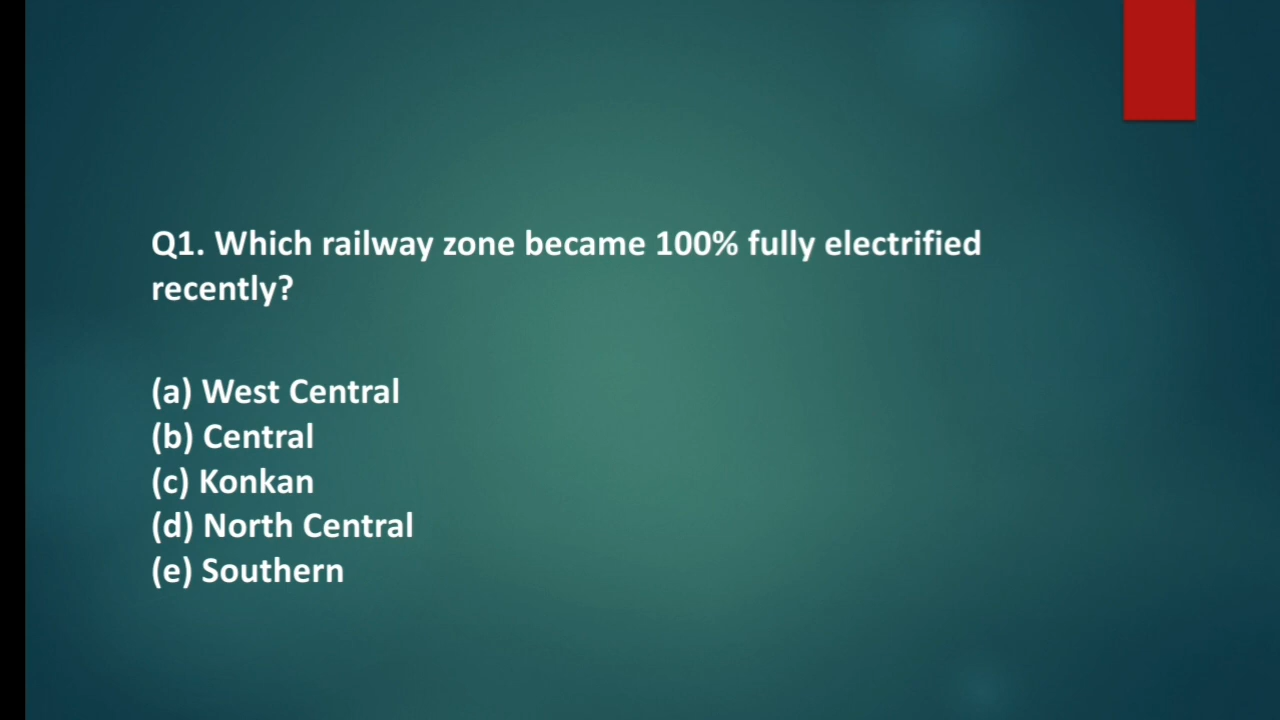 Q1. Which railway zone became 100% fully electrified
recently?
(a) West Central
(b) Central
(c) Konkan
(d) North Central
(e) Southern